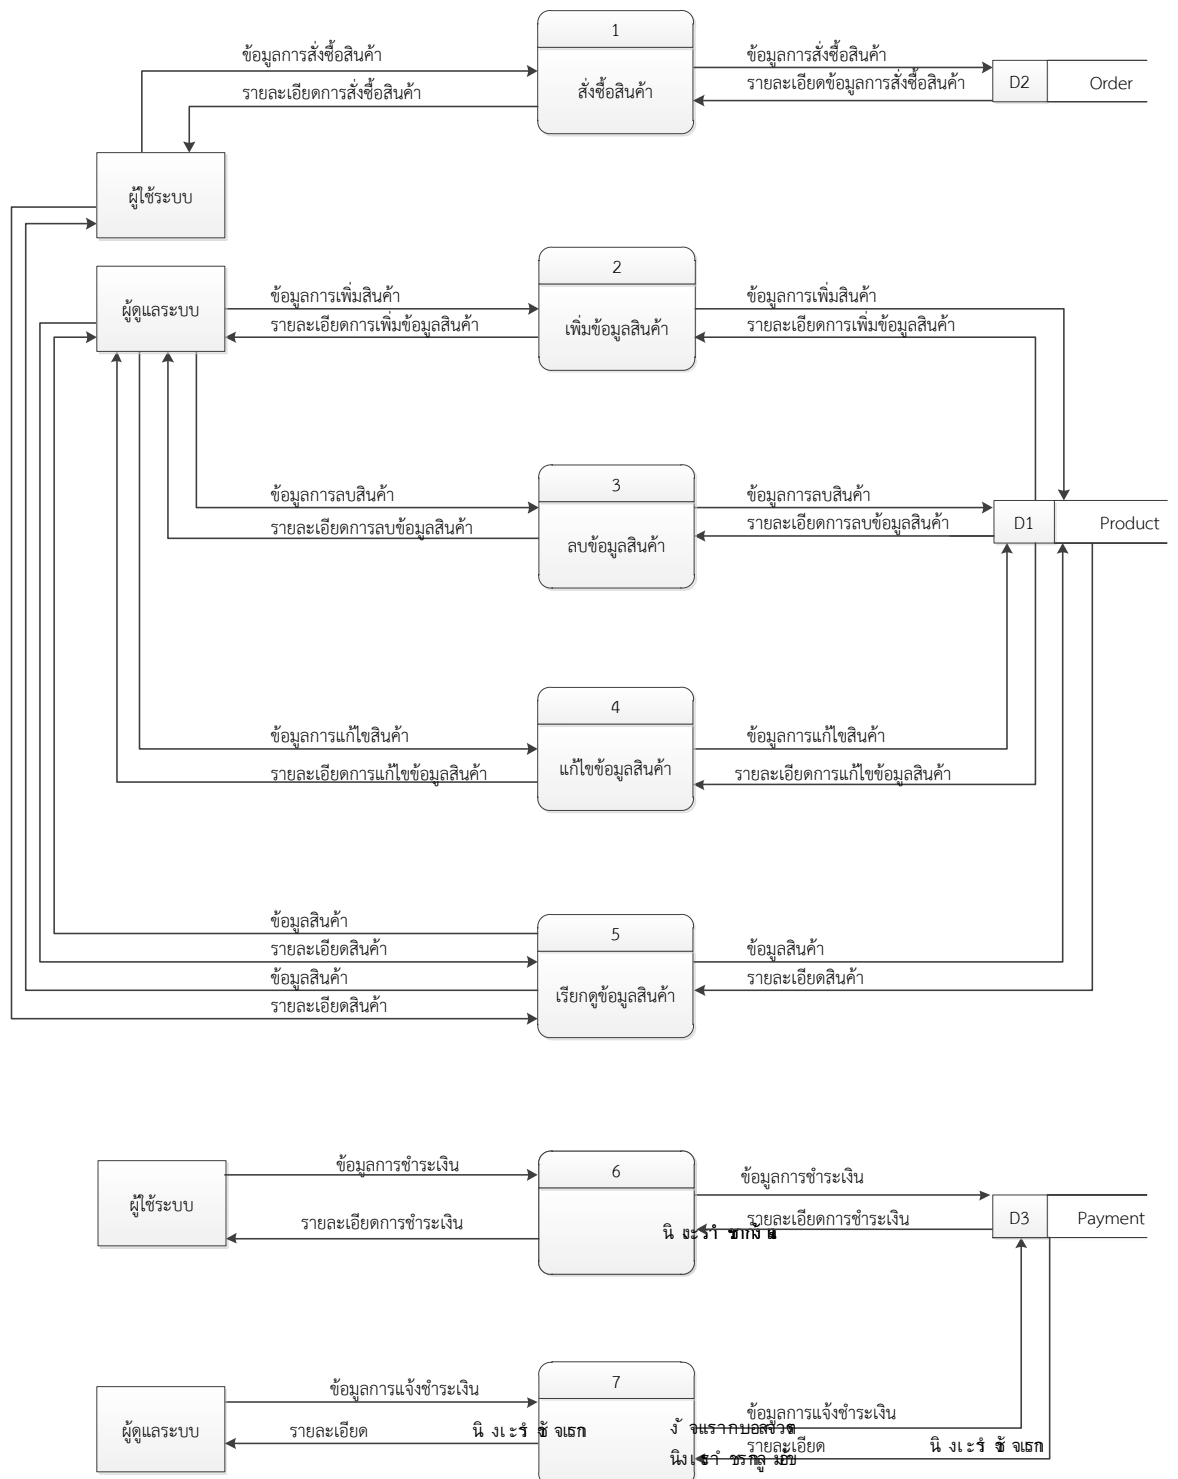 1
ข้อมูลการสั่งซื้อสินค้า
ข้อมูลการสั่งซื้อสินค้า
สั่งซื้อสินค้า
รายละเอียดการสั่งซื้อสินค้า
รายละเอียดข้อมูลการสั่งซื้อสินค้า
D2
Order
ผู้ใช้ระบบ
2
ผู้ดูแลระบบ
ข้อมูลการเพิ่มสินค้า
ข้อมูลการเพิ่มสินค้า
รายละเอียดการเพิ่มข้อมูลสินค้า
เพิ่มข้อมูลสินค้า
รายละเอียดการเพิ่มข้อมูลสินค้า
3
ข้อมูลการลบสินค้า
ข้อมูลการลบสินค้า
รายละเอียดการลบข้อมูลสินค้า
ลบข้อมูลสินค้า
รายละเอียดการลบข้อมูลสินค้า
D1
Product
4
ข้อมูลการแก้ไขสินค้า
ข้อมูลการแก้ไขสินค้า
รายละเอียดการแก้ไขข้อมูลสินค้า
แก้ไขข้อมูลสินค้า
รายละเอียดการแก้ไขข้อมูลสินค้า
5
ข้อมูลสินค้า
รายละเอียดสินค้า
ข้อมูลสินค้า
รายละเอียดสินค้า
เรียกดูข้อมูลสินค้า
ข้อมูลสินค้า
รายละเอียดสินค้า
6
ผู้ใช้ระบบ
ข้อมูลการชำระเงิน
ข้อมูลการชำระเงิน
รายละเอียดการชำระเงิน
รายละเอียดการชำระเงิน
D3
Payment
7
ผู้ดูแลระบบ
ข้อมูลการแจ้งชำระเงิน
ข้อมูลการแจ้งชำระเงิน
รายละเอียด
รายละเอียด